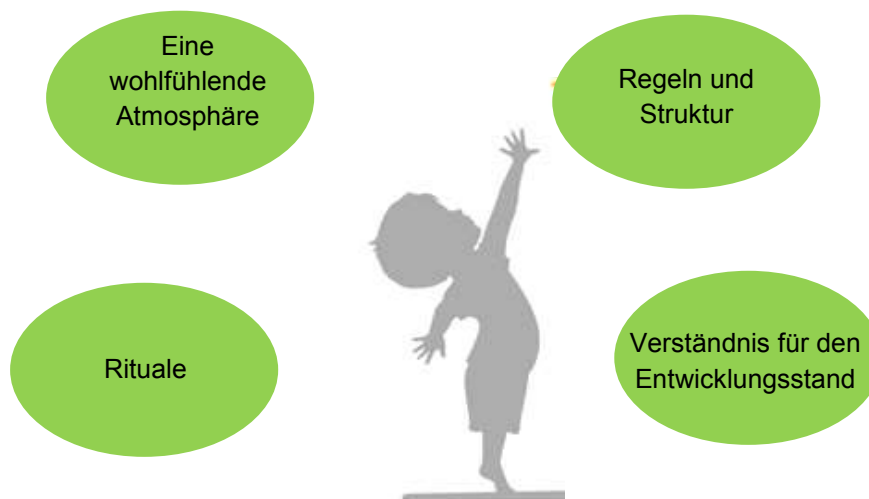 Eine
wohlfühlende
Atmosphäre
Regeln und
Struktur
Rituale
Verständnis für den
Entwicklungsstand